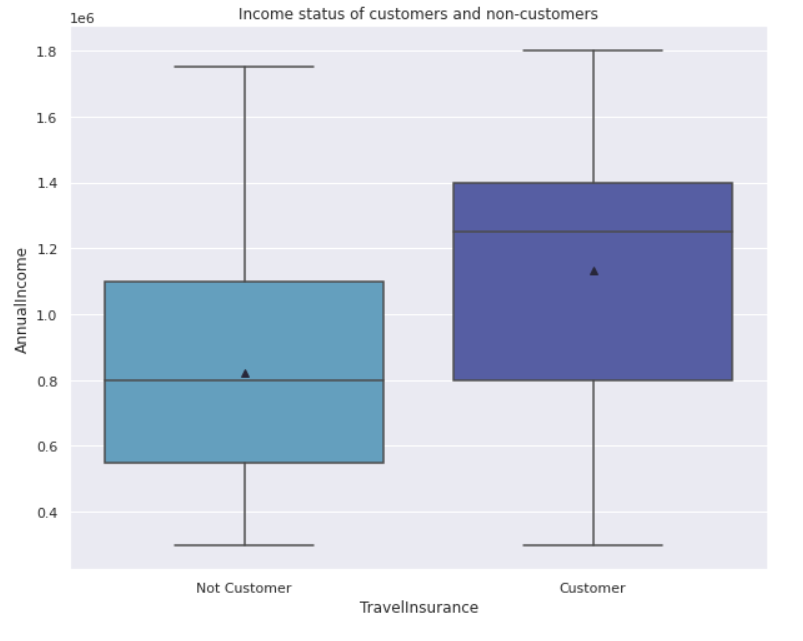 Income status of customers and non-customers
1e6
1.8
1.6
1.4
1.2
1.0
0.8
0.6
0.4
AnnualIncome
Not Customer
Customer
TravelInsurance